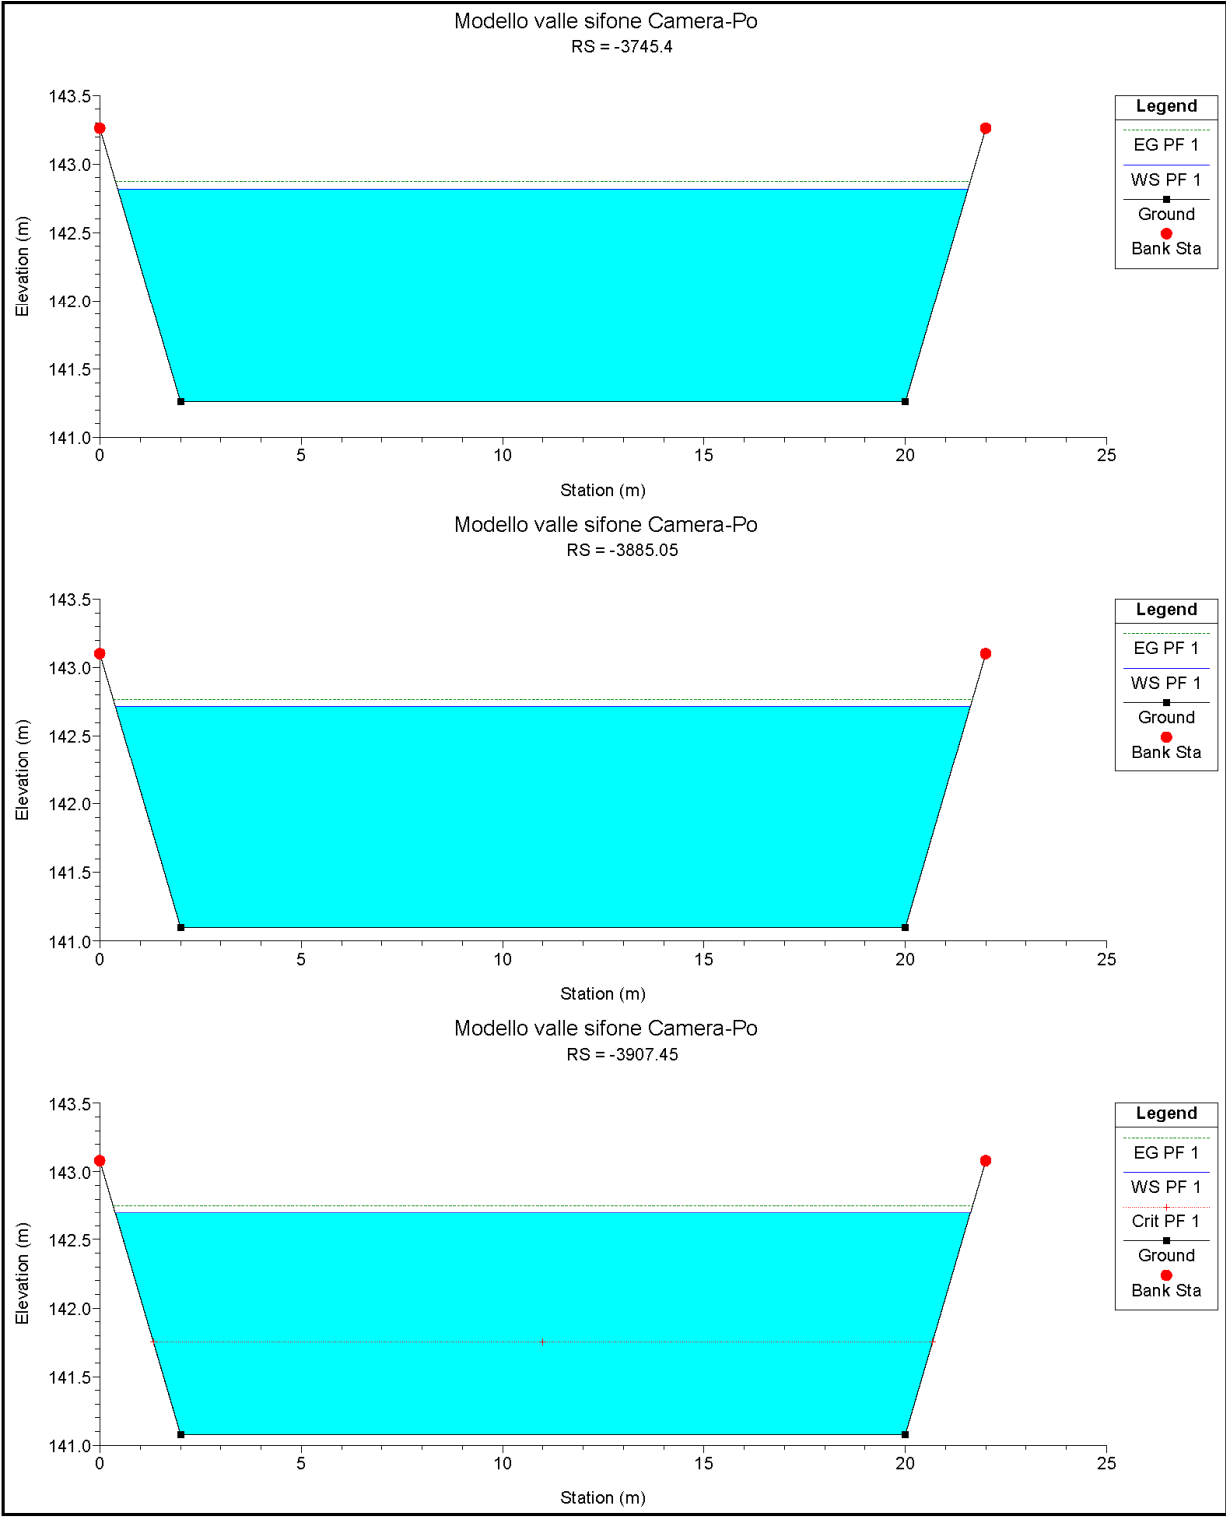 Modello valle sifone Camera-Po
RS = -3745.4
143.5
143.0
142.5
142.0
141.5
141.0
Elevation (m)
0 5 10 15 20 25
Station (m)
Legend
EG PF 1
WS PF 1
Ground
Bank Sta
Modello valle sifone Camera-Po
RS = -3885.05
143.5
143.0
142.5
142.0
141.5
141.0
Elevation (m)
0 5 10 15 20 25
Station (m)
Legend
EG PF 1
WS PF 1
Ground
Bank Sta
Modello valle sifone Camera-Po
RS = -3907.45
143.5
143.0
142.5
142.0
141.5
141.0
Elevation (m)
0 5 10 15 20 25
Station (m)
Legend
EG PF 1
WS PF 1
Crit PF 1
Ground
Bank Sta